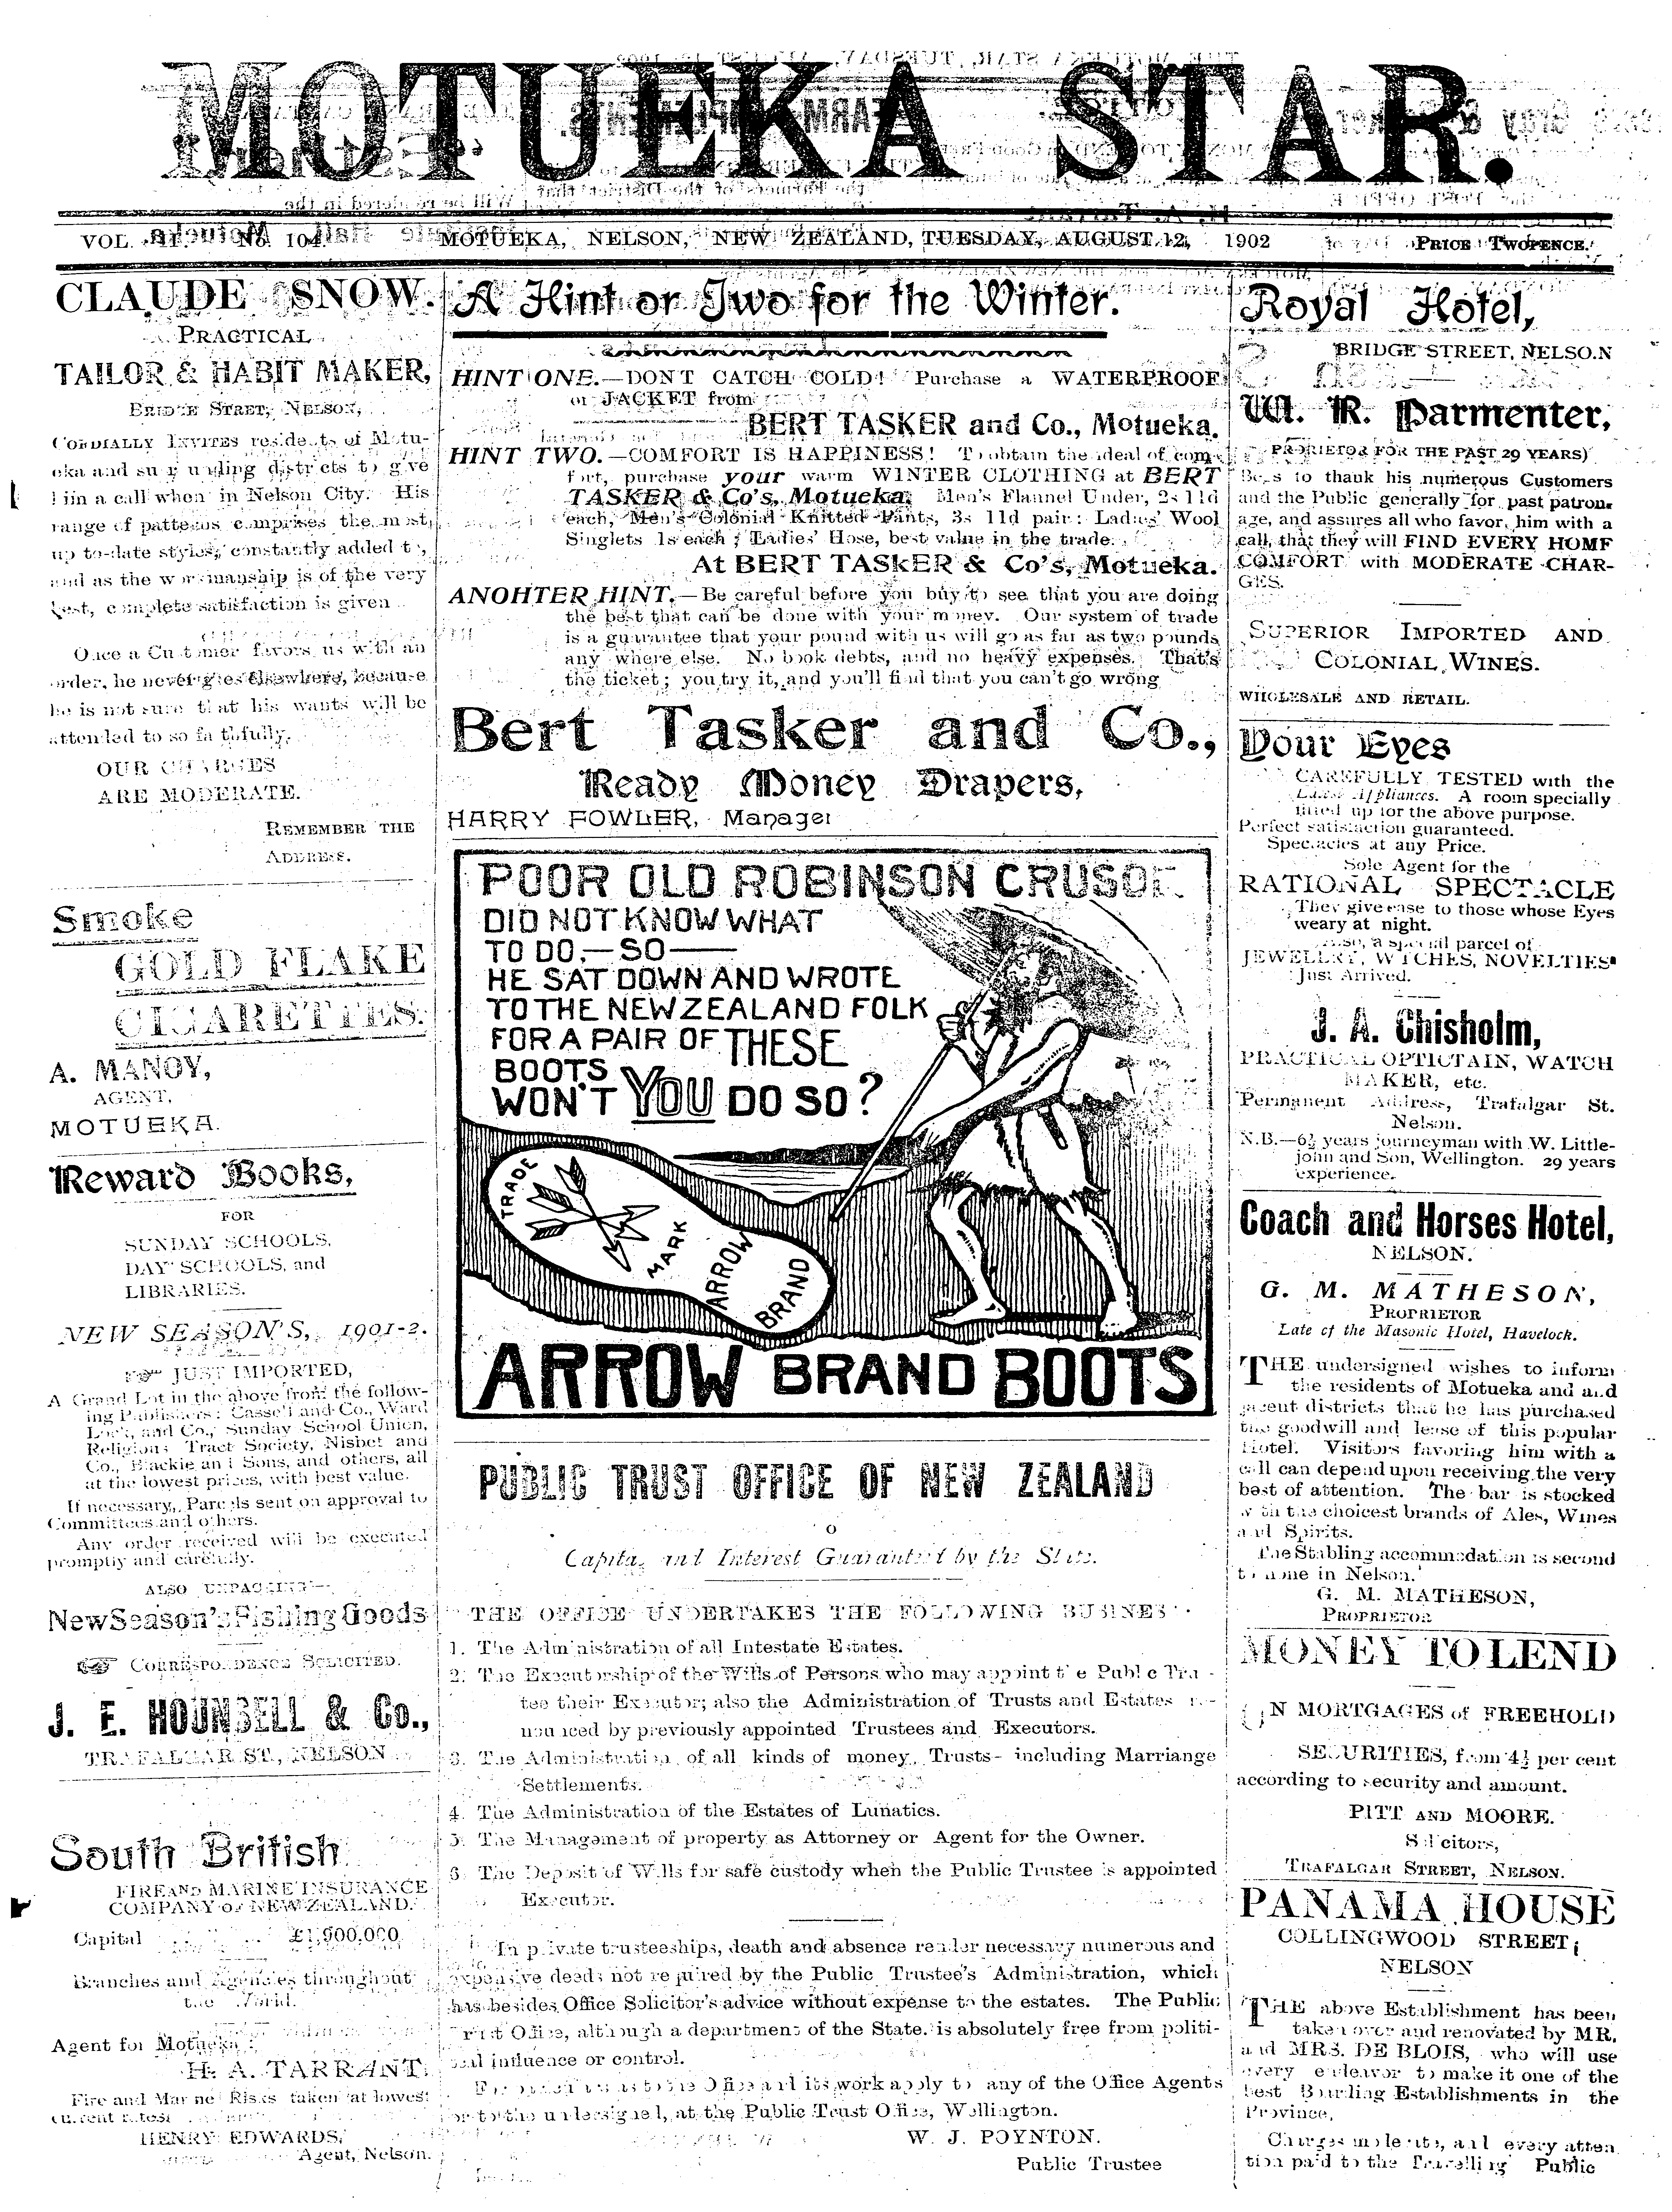 MOTUEKA STAR.
VOL. II. No. 104. MOTUEKA, NELSON, NEW ZEALAND, TUESDAY, AUGUST 12, 1902 PRICE TWOPENCE.
CLAUDE SNOW.
PRACTICAL
TAILOR & HABIT MAKER,
BRIDGE STRET, NELSON,
CORDIALLY INVITES residents of Motu-
eka and surrounding districts to give
him a call when in Nelson City. His
range of patterns comprises the most
up to-date styles, constantly added to,
and as the workmanship is of the very
best, complete satisfaction is given
Once a Customer favors us with an
order, he never goes elsewhere, because
he is not sure that his wants will be
attended to so faithfully.
OUR CHARGES
ARE MODERATE.
REMEMBER THE
ADDRESS.
Smoke
GOLD FLAKE
CIGARETTES.
A. MANOY,
AGENT,
MOTUEKA.
Reward Books,
FOR
SUNDAY SCHOOLS,
DAY SCHOOLS, and
LIBRARIES.
NEW SEASON'S, 1901-2.
JUST IMPORTED,
A Grand Lot in the above from the follow-
ing Publishers: Cassell and Co., Ward
Lock, and Co., Sunday School Union,
Religious Tract Society, Nisbet and
Co., Blackie and Sons, and others, all
at the lowest prices, with best value.
If necessary, Parcels sent on approval to
Committees and others.
Any order received will be executed
promptly and carefully.
ALSO UNPACKING—
New Season's Fishing Goods
CORRESPONDENCE SOLICITED.
J. E. HOUNSELL & Co.,
TRAFALGAR ST., NELSON
South British
FIRE AND MARINE INSURANCE
COMPANY OF NEW ZEALAND.
Capital £1,900,000
Branches and Agencies throughout
the World.
Agent for Motueka:
H. A. TARRANT.
Fire and Marine Risks taken at lowest
current rates
HENRY EDWARDS,
Agent, Nelson.
A Hint or Two for the Winter.
HINT ONE.—DONT CATCH COLD! Purchase a WATERPROOF
or JACKET from
BERT TASKER and Co., Motueka.
HINT TWO.—COMFORT IS HAPPINESS! To obtain the ideal of com-
fort, purchase your warm WINTER CLOTHING at BERT
TASKER & Co's, Motueka. Men's Flannel Under, 2s 11d
each, Men's Colonial Knitted Pants, 3s 11d pair: Ladies' Wool
Singlets 1s each; Ladies' Hose, best value in the trade.
At BERT TASKER & Co's, Motueka.
ANOHTER HINT.—Be careful before you buy to see that you are doing
the best that can be done with your money. Our system of trade
is a guarantee that your pound with us will go as far as two pounds
any where else. No book debts, and no heavy expenses. That's
the ticket; you try it, and you'll find that you can't go wrong
Bert Tasker and Co.,
Ready Money Drapers,
HARRY FOWLER, Manager
POOR OLD ROBINSON CRUSOE
DID NOT KNOW WHAT
TO DO,—SO—
HE SAT DOWN AND WROTE
TO THE NEW ZEALAND FOLK
FOR A PAIR OF THESE
BOOTS
WON'T YOU DO SO?
TRADE
MARK
ARROW
BRAND
ARROW BRAND BOOTS
PUBLIC TRUST OFFICE OF NEW ZEALAND
o
Capital and Interest Guaranteed by the State.
THE OFFICE UNDERTAKES THE FOLLOWING BUSINES
1. The Administration of all Intestate Estates.
2. The Executorship of the Wills of Persons who may appoint the Public Tru -
tee their Executor; also the Administration of Trusts and Estates re-
nounced by previously appointed Trustees and Executors.
3. The Administration of all kinds of money, Trusts- including Marriange
Settlements.
4. The Administration of the Estates of Lunatics.
5. The Management of property as Attorney or Agent for the Owner.
6. The Deposit of Wills for safe custody when the Public Trustee is appointed
Executor.
In private trusteeships, death and absence render necessary numerous and
expensive deeds not required by the Public Trustee's Administration, which
has besides Office Solicitor's advice without expense to the estates. The Public
Trust Office, although a department of the State, is absolutely free from politi-
cal influence or control.
For particulars as to the Office and its work apply to any of the Office Agents
or to the undersigned, at the Public Trust Office, Wellington.
W. J. POYNTON.
Public Trustee
Royal Hotel,
BRIDGE STREET, NELSON
W. R. Parmenter,
PROPRIETOR FOR THE PAST 29 YEARS)
Begs to thank his numerous Customers
and the Public generally for past patron-
age, and assures all who favor him with a
call, that they will FIND EVERY HOME
COMFORT with MODERATE CHAR-
GES.
SUPERIOR IMPORTED AND
COLONIAL WINES.
WHOLESALE AND RETAIL.
Your Eyes
CAREFULLY TESTED with the
Latest Appliances. A room specially
fitted up for the above purpose.
Perfect satisfaction guaranteed.
Spectacles at any Price.
Sole Agent for the
RATIONAL SPECTACLE
They give ease to those whose Eyes
weary at night.
Also, a special parcel of
JEWELLRY, WTCHES, NOVELTIES
Just Arrived.
J. A. Chisholm,
PRACTICAL OPTICTAIN, WATCH
MAKER, etc.
Permanent Address, Trafalgar St.
Nelson.
N.B.—6½ years journeyman with W. Little-
john and Son, Wellington. 29 years
experience.
Coach and Horses Hotel,
NELSON.
G. M. MATHESON,
PROPRIETOR
Late of the Masonic Hotel, Havelock.
THE undersigned wishes to inform
the residents of Motueka and and
jacent districts that he has purchased
the goodwill and lease of this popular
Hotel. Visitors favoring him with a
call can depend upon receiving the very
best of attention. The bar is stocked
with the choicest brands of Ales, Wines
and Spirits.
The Stabling accommodation is second
to none in Nelson.
G. M. MATHESON,
PROPRIETOR
MONEY TO LEND
ON MORTGAGES of FREEHOLD
SECURITIES, from 4½ per cent
according to security and amount.
PITT AND MOORE.
Solicitors,
TRAFALGAR STREET, NELSON.
PANAMA HOUSE
COLLINGWOOD STREET;
NELSON
THE above Establishment has been
taken over and renovated by MR.
and MRS. DE BLOIS, who will use
every endeavor to make it one of the
best Boarding Establishments in the
Province.
Charges moderate, and every atten
tion paid to the Travelling Public